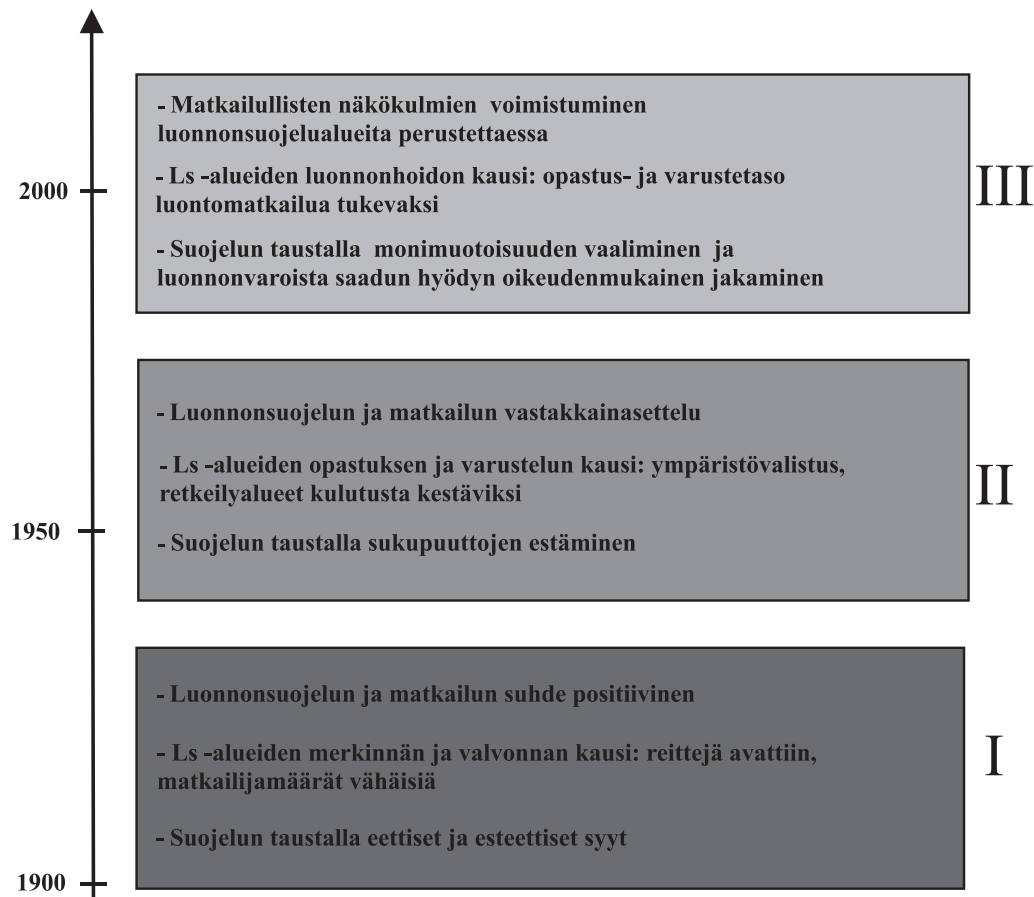 - Matkailullisten näkökulmien voimistuminen
luonnonsuojelualueita perustettaessa
2000
- Ls -alueiden luonnonhoidon kausi: opastus- ja varustetaso
luontomatkailua tukevaksi
III
- Suojelun taustalla monimuotoisuuden vaaliminen ja
luonnonvaroista saadun hyödyn oikeudenmukainen jakaminen
- Luonnonsuojelun ja matkailun vastakkainasettelu
- Ls -alueiden opastuksen ja varustelun kausi: ympäristövalistus,
retkeilyalueet kulutusta kestäviksi
II
1950
- Suojelun taustalla sukupuuttojen estäminen
- Luonnonsuojelun ja matkailun suhde positiivinen
- Ls -alueiden merkinnän ja valvonnan kausi: reittejä avattiin,
matkailijamäärät vähäisiä
I
- Suojelun taustalla eettiset ja esteettiset syyt
1900